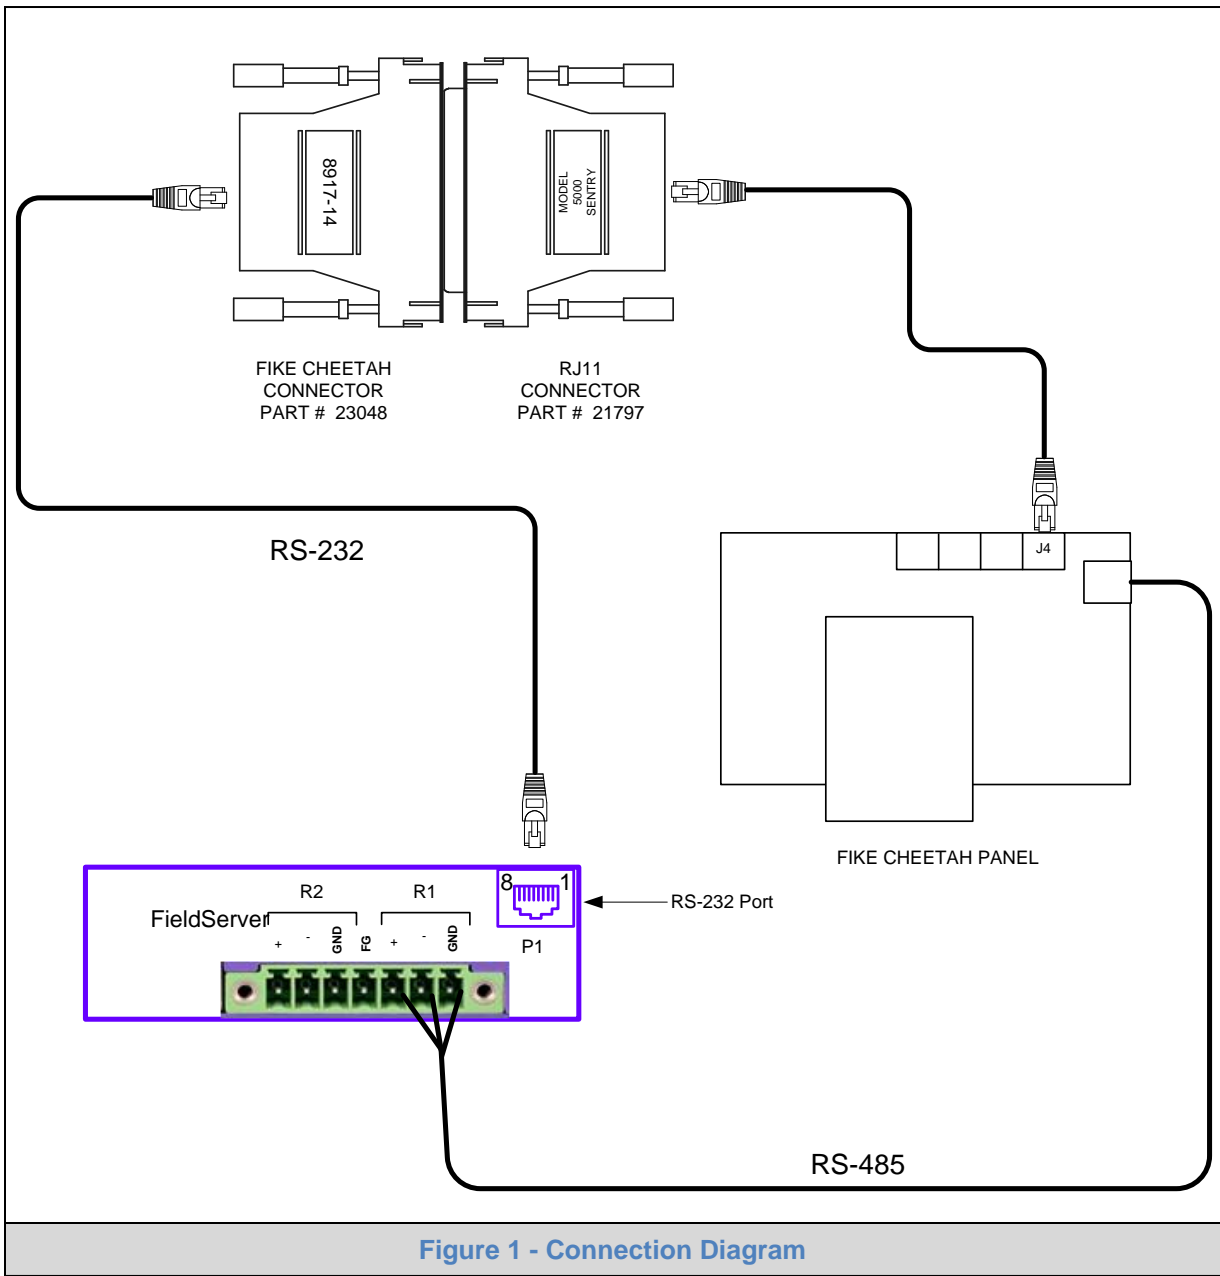 8917-14
MODEL
5000
SENTRY
FIKE CHEETAH
CONNECTOR
PART # 23048
RJ11
CONNECTOR
PART # 21797
RS-232
J4
FIKE CHEETAH PANEL
8 1
R2 R1
RS-232 Port
FieldServer
+ - GND FG + - GND
P1
RS-485
Figure 1 - Connection Diagram